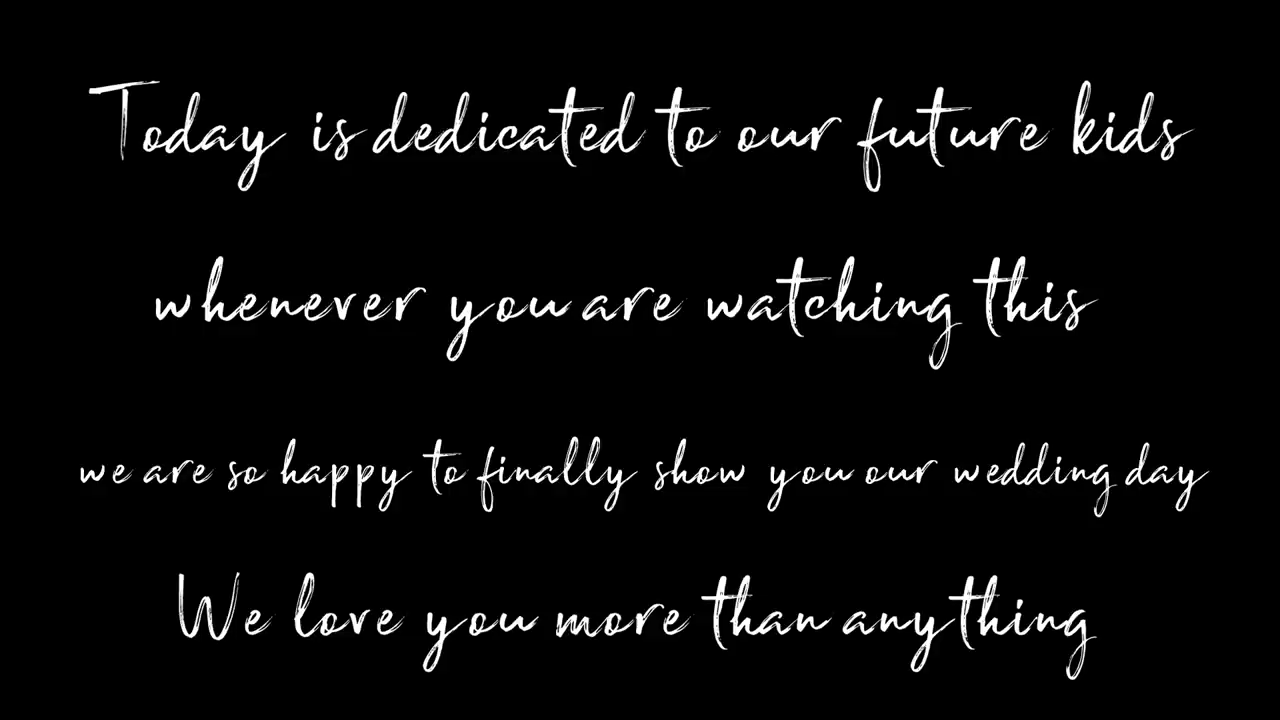 Today is dedicated to our future kids
whenever you are watching this
we are so happy to finally show you our wedding day
We love you more than anything